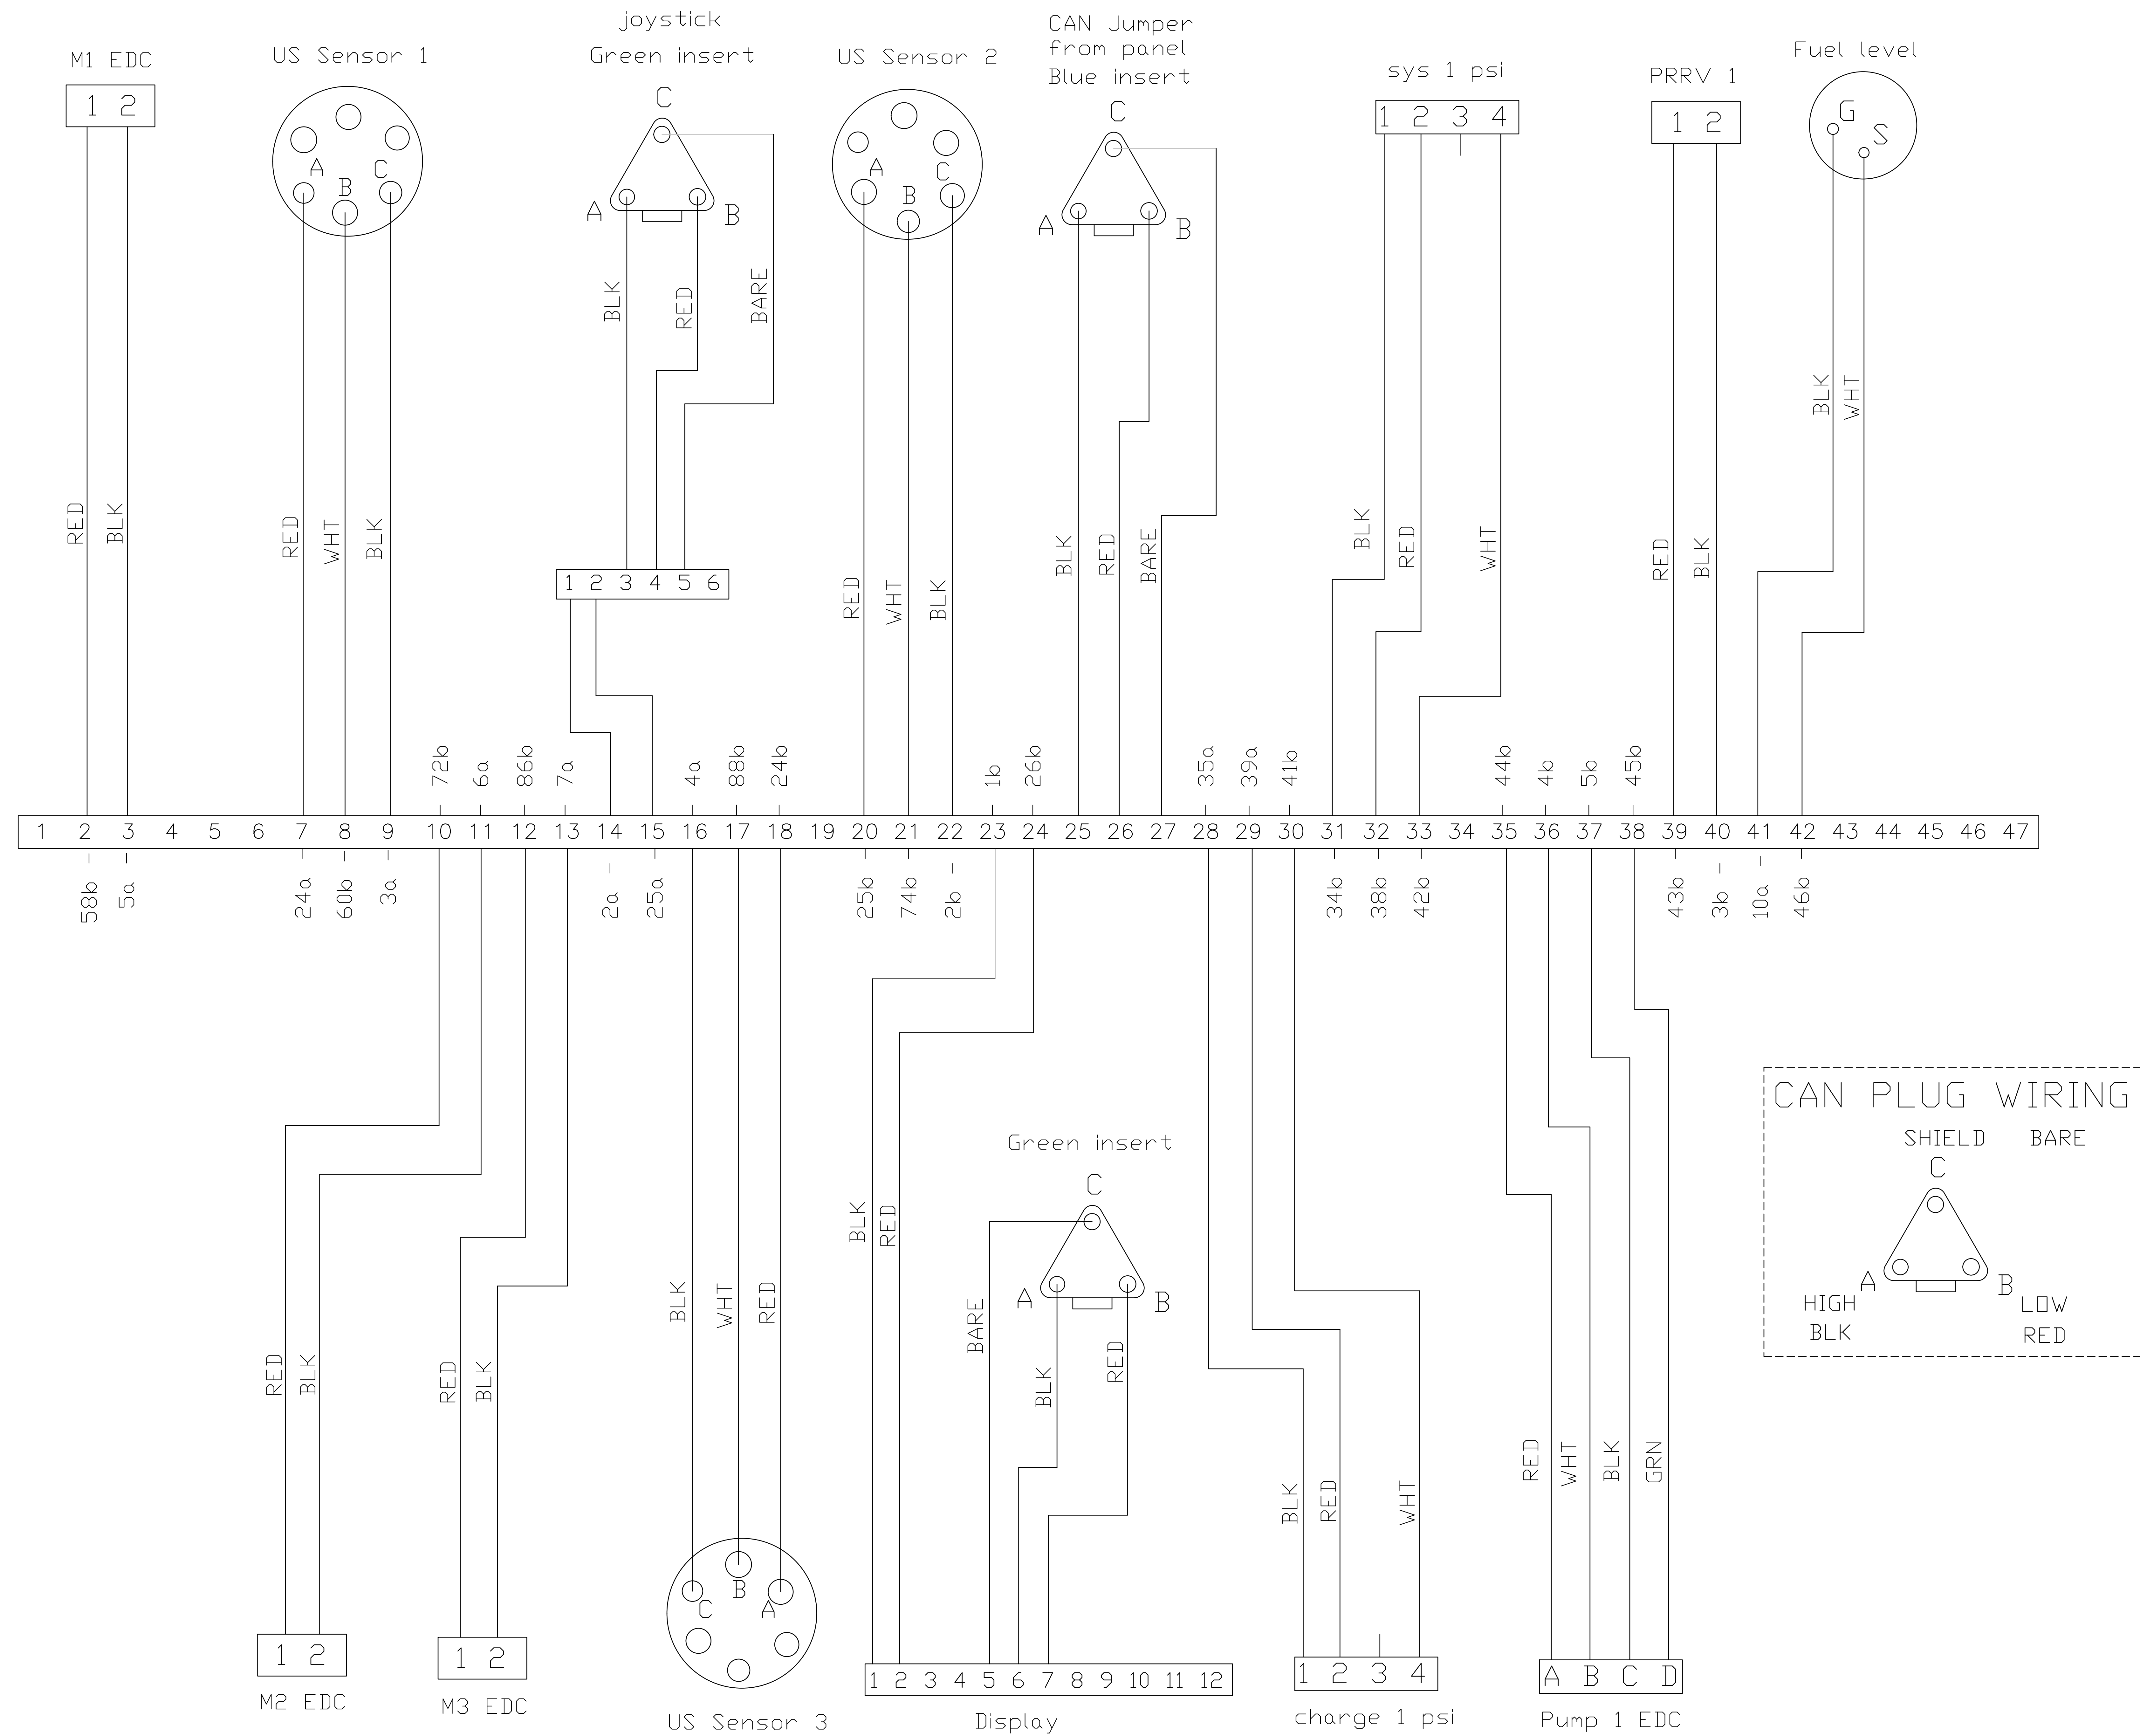 joystick
Green insert
M1 EDC
US Sensor 1
US Sensor 2
CAN Jumper
from panel
Blue insert
sys 1 psi
PRRV 1
Fuel level
1 2
A B C
C
A B
A B C
C
A B
1 2 3 4
1 2
G S
BLK RED BARE
BLK WHT
RED BLK
RED WHT BLK
RED WHT BLK
BLK RED BARE
BLK RED WHT
RED BLK
1 2 3 4 5 6
72b 6a 86b 7a 4a 88b 24b 1b 26b 35a 39a 41b 44b 4b 5b 45b
1 2 3 4 5 6 7 8 9 10 11 12 13 14 15 16 17 18 19 20 21 22 23 24 25 26 27 28 29 30 31 32 33 34 35 36 37 38 39 40 41 42 43 44 45 46 47
58b 5a 24a 60b 3a 2a 25a 25b 74b 2b 34b 38b 42b 43b 3b 10a 46b
CAN PLUG WIRING
SHIELD BARE
C
A B
HIGH LOW
BLK RED
Green insert
C
A B
BLK RED
BARE BLK RED
BLK WHT RED
RED BLK
RED BLK
BLK RED WHT
RED WHT BLK GRN
B
C A
1 2
1 2
1 2 3 4 5 6 7 8 9 10 11 12
1 2 3 4
A B C D
M2 EDC
M3 EDC
US Sensor 3
Display
charge 1 psi
Pump 1 EDC